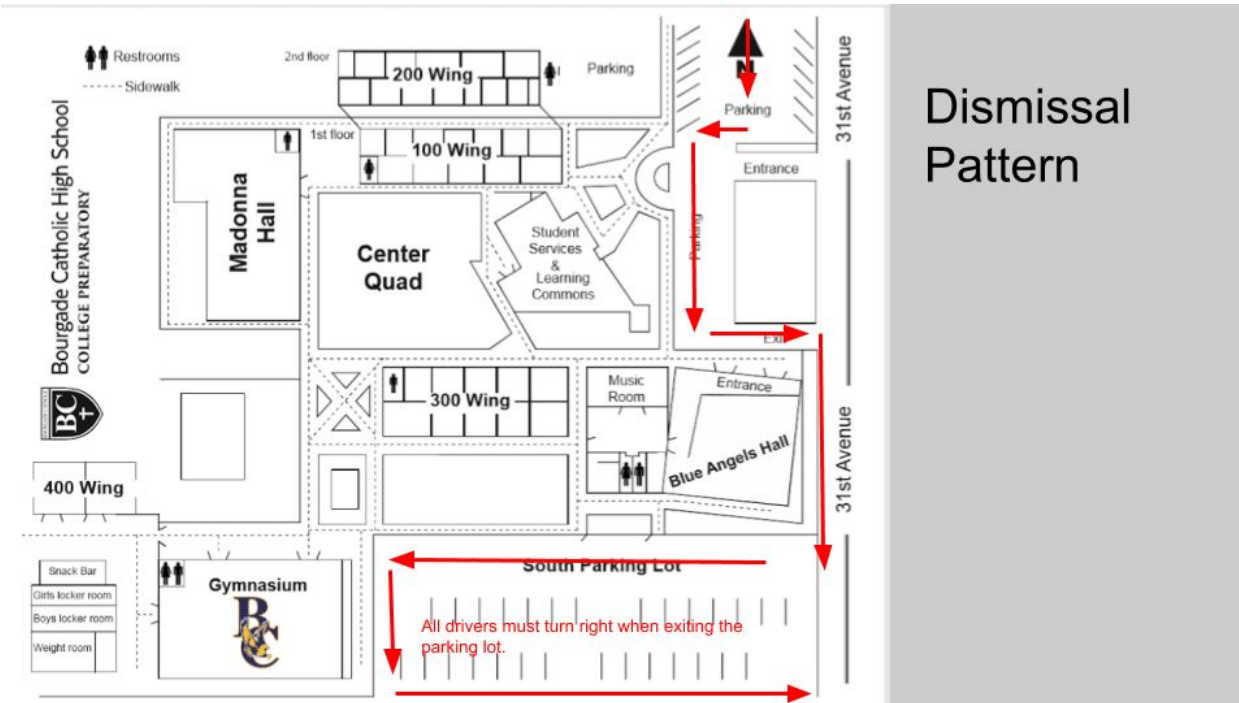 Restrooms
Sidewalk
Bourgade Catholic High School
COLLEGE PREPARATORY
BC
2nd floor
200 Wing
Parking
N
Parking
31st Avenue
1st floor
100 Wing
Entrance
Madonna
Hall
Center
Quad
Student
Services
&
Learning
Commons
Parking
Exit
300 Wing
Music
Room
Entrance
Blue Angels Hall
31st Avenue
400 Wing
Snack Bar
Girls locker room
Boys locker room
Weight room
Gymnasium
BC
South Parking Lot
All drivers must turn right when exiting the
parking lot.
Dismissal
Pattern